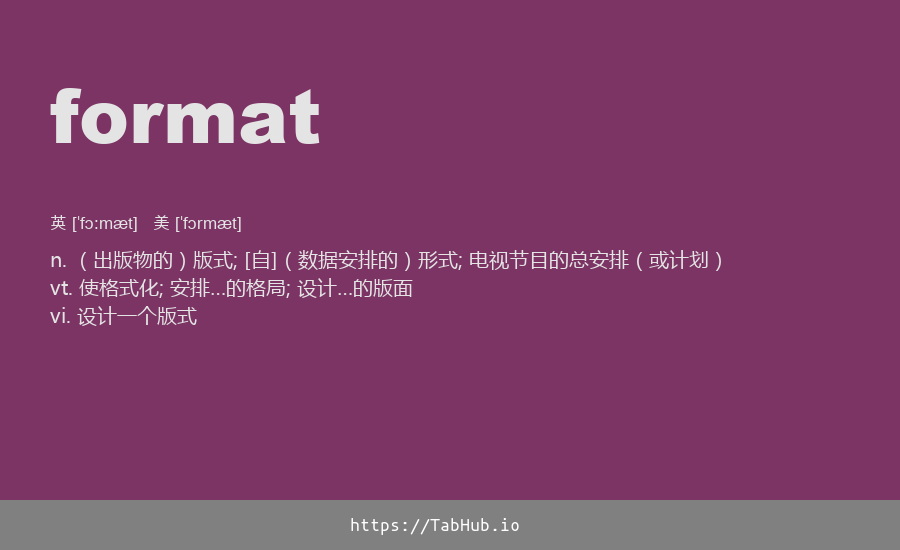 format
英 [ˈfɔːmæt] 美 [ˈfɔrmæt]
n. （出版物的）版式; [自]（数据安排的）形式; 电视节目的总安排（或计划）
vt. 使格式化; 安排…的格局; 设计…的版面
vi. 设计一个版式
https://TabHub.io